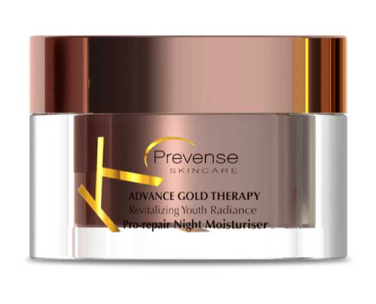 Prevense
SKINCARE
ADVANCE GOLD THERAPY
Revitalizing Youth Radiance
Pro-repair Night Moisturiser